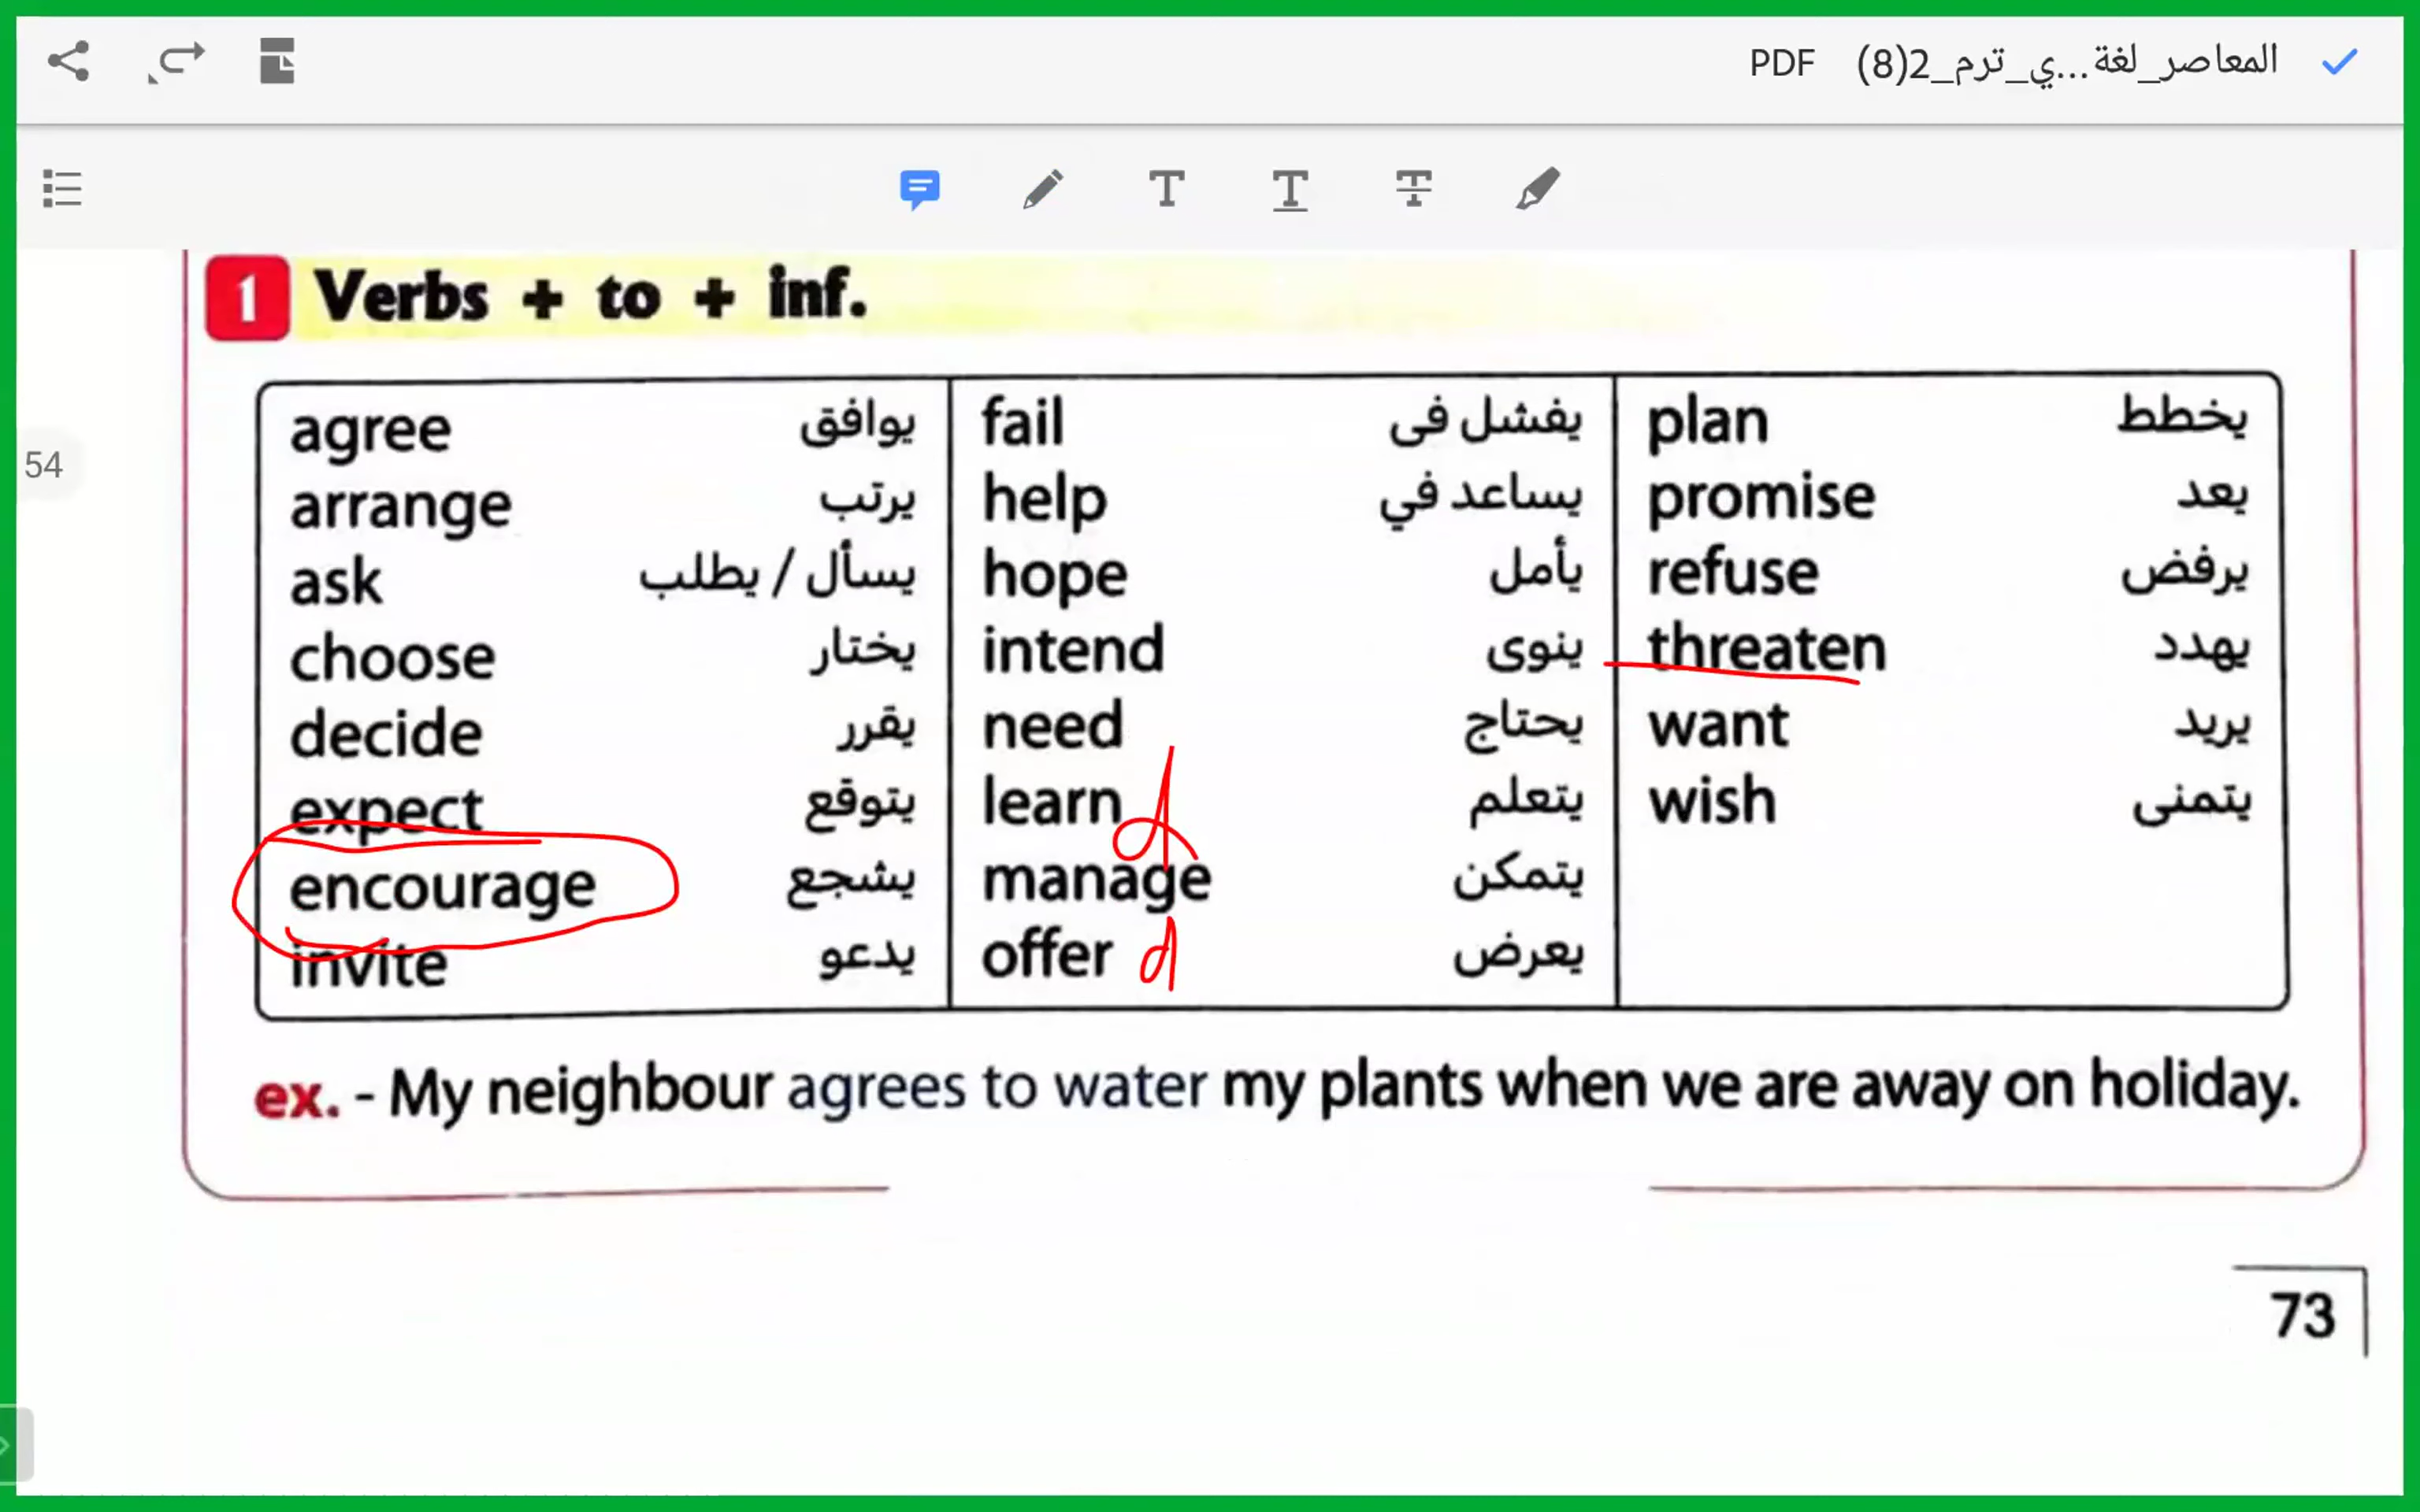 المعاصر_لغة...ي_ترم_2(8) PDF
1 Verbs + to + inf.
54
agree يوافق fail يفشل فى plan يخطط
arrange يرتب help يساعد في promise يعد
ask يسأل / يطلب hope يأمل refuse يرفض
choose يختار intend ينوى threaten يهدد
decide يقرر need يحتاج want يريد
expect يتوقع learn يتعلم wish يتمنى
encourage يشجع manage يتمكن
invite يدعو offer يعرض
ex. - My neighbour agrees to water my plants when we are away on holiday.
73